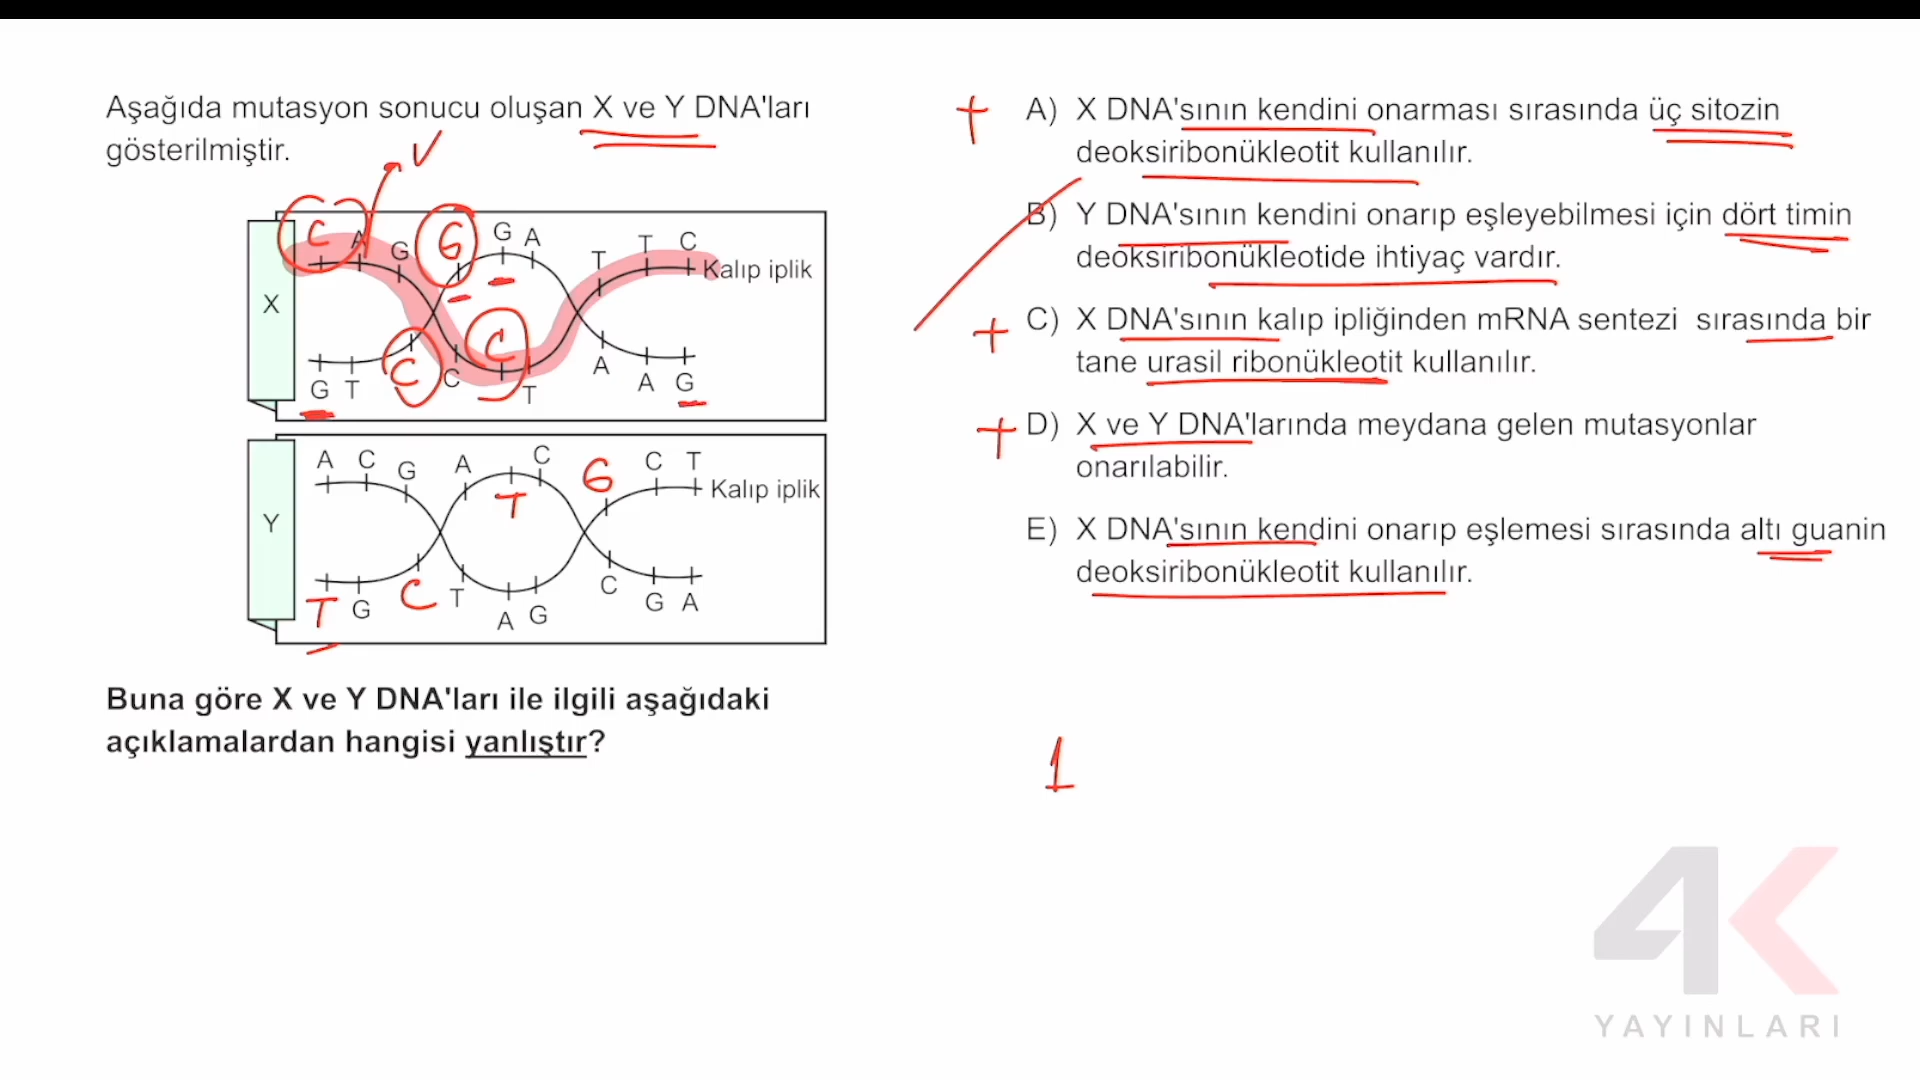 Aşağıda mutasyon sonucu oluşan X ve Y DNA'ları
gösterilmiştir.
U
X
C A G G G A T T C
Kalıp iplik
G T C C C T A A G
Y
A C G A T C G C T
Kalıp iplik
T G C T A G C G A
Buna göre X ve Y DNA'ları ile ilgili aşağıdaki
açıklamalardan hangisi yanlıştır?
+ A) X DNA'sının kendini onarması sırasında üç sitozin
deoksiribonükleotit kullanılır.
B) Y DNA'sının kendini onarıp eşleyebilmesi için dört timin
deoksiribonükleotide ihtiyaç vardır.
+ C) X DNA'sının kalıp ipliğinden mRNA sentezi sırasında bir
tane urasil ribonükleotit kullanılır.
+ D) X ve Y DNA'larında meydana gelen mutasyonlar
onarılabilir.
E) X DNA'sının kendini onarıp eşlemesi sırasında altı guanin
deoksiribonükleotit kullanılır.
1
4K
YAYINLARI